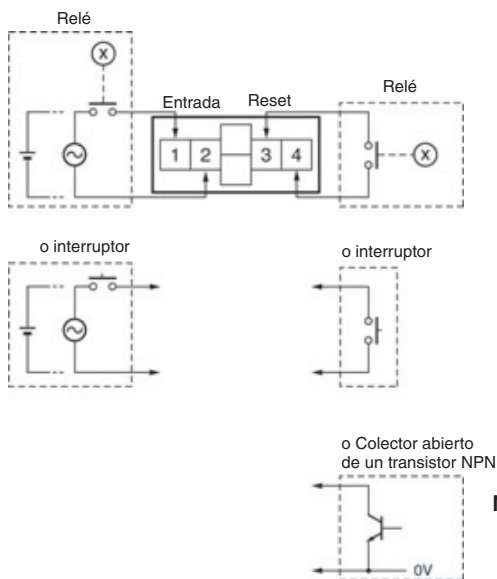 Relé
X
Entrada
Reset
Relé
1 2 3 4
X
o interruptor
o interruptor
o Colector abierto
de un transistor NPN
0V